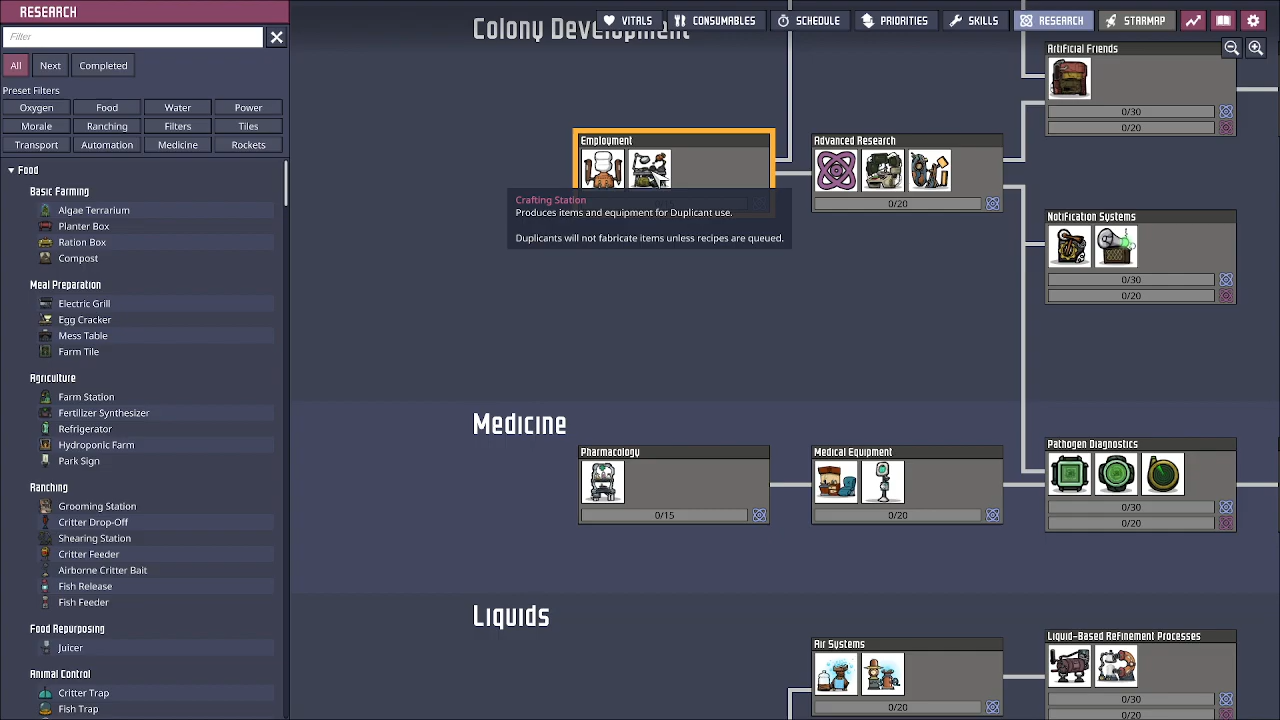 RESEARCH
VITALS
CONSUMABLES
SCHEDULE
PRIORITIES
SKILLS
RESEARCH
STARMAP
Filter
All
Next
Completed
Preset Filters
Oxygen
Food
Water
Power
Morale
Ranching
Filters
Tiles
Transport
Automation
Medicine
Rockets
Food
Basic Farming
Algae Terrarium
Planter Box
Ration Box
Compost
Meal Preparation
Electric Grill
Egg Cracker
Mess Table
Farm Tile
Agriculture
Farm Station
Fertilizer Synthesizer
Refrigerator
Hydroponic Farm
Park Sign
Ranching
Grooming Station
Critter Drop-Off
Shearing Station
Critter Feeder
Airborne Critter Bait
Fish Release
Fish Feeder
Food Repurposing
Juicer
Animal Control
Critter Trap
Fish Trap
Colony Development
Artificial Friends
0/30
0/20
Employment
Advanced Research
0/20
Crafting Station
Produces items and equipment for Duplicant use.
Duplicants will not fabricate items unless recipes are queued.
Notification Systems
0/30
0/20
Medicine
Pharmacology
0/15
Medical Equipment
0/20
Pathogen Diagnostics
0/30
0/20
Liquids
Air Systems
0/20
Liquid-Based Refinement Processes
0/30
0/20